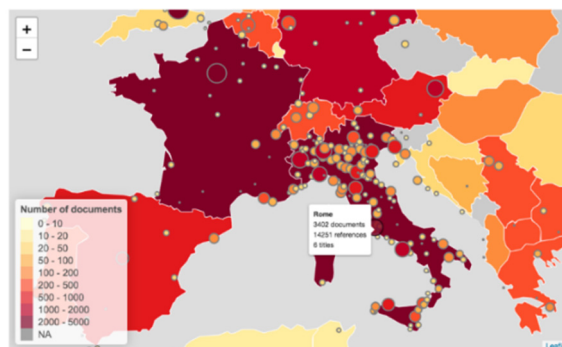 +
−
Rome
3402 documents
14251 references
6 titles
Number of documents
0 - 10
10 - 20
20 - 50
50 - 100
100 - 200
200 - 500
500 - 1000
1000 - 2000
2000 - 5000
NA